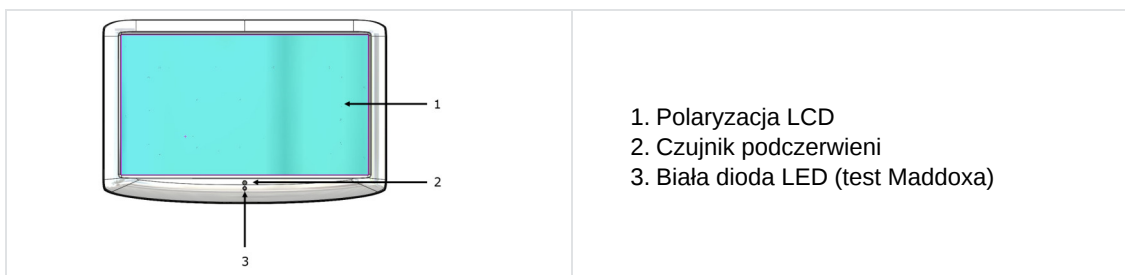 1
2
3
1. Polaryzacja LCD
2. Czujnik podczerwieni
3. Biała dioda LED (test Maddoxa)